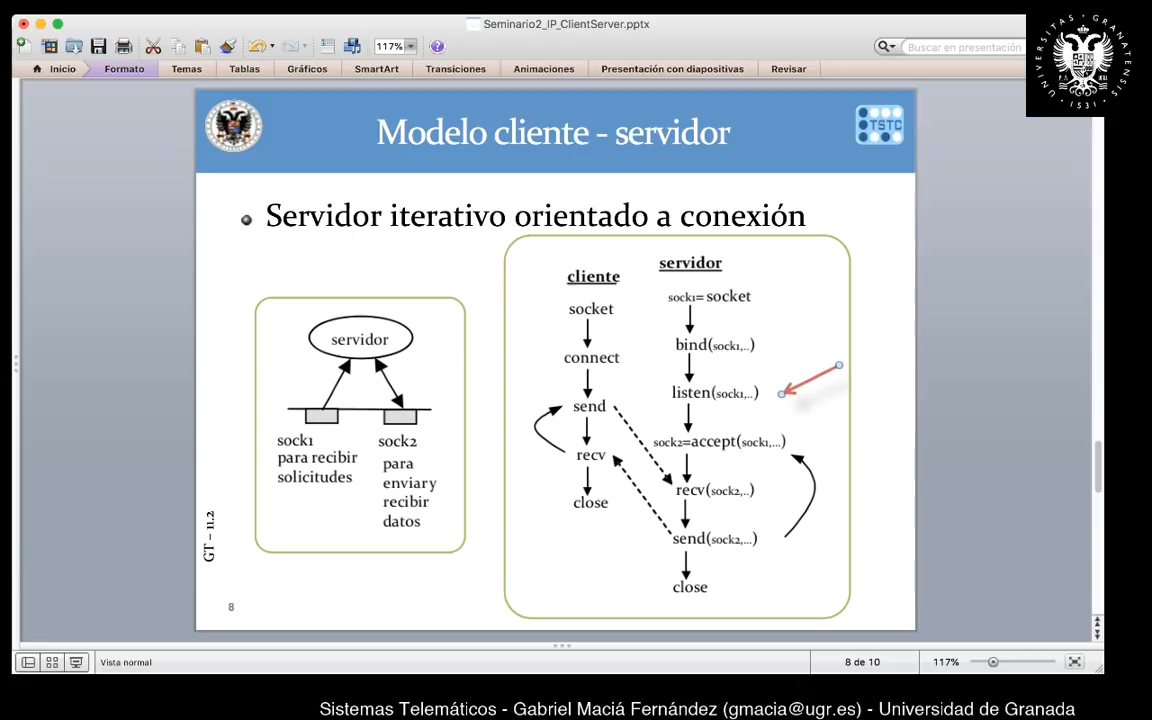 Seminario2_IP_ClientServer.pptx
117%
Buscar en presentación
Inicio
Formato
Temas
Tablas
Gráficos
SmartArt
Transiciones
Animaciones
Presentación con diapositivas
Revisar
UNIVERSITAS GRANATENSIS
1531
Modelo cliente - servidor
TSTC
Servidor iterativo orientado a conexión
servidor
sock1
para recibir
solicitudes
sock2
para
enviar y
recibir
datos
cliente
socket
connect
send
recv
close
servidor
sock1= socket
bind(sock1,..)
listen(sock1,..)
sock2=accept(sock1,...)
recv(sock2,..)
send(sock2,...)
close
GT – 11.2
8
Vista normal
8 de 10
117%
Sistemas Telemáticos - Gabriel Maciá Fernández (gmacia@ugr.es) - Universidad de Granada